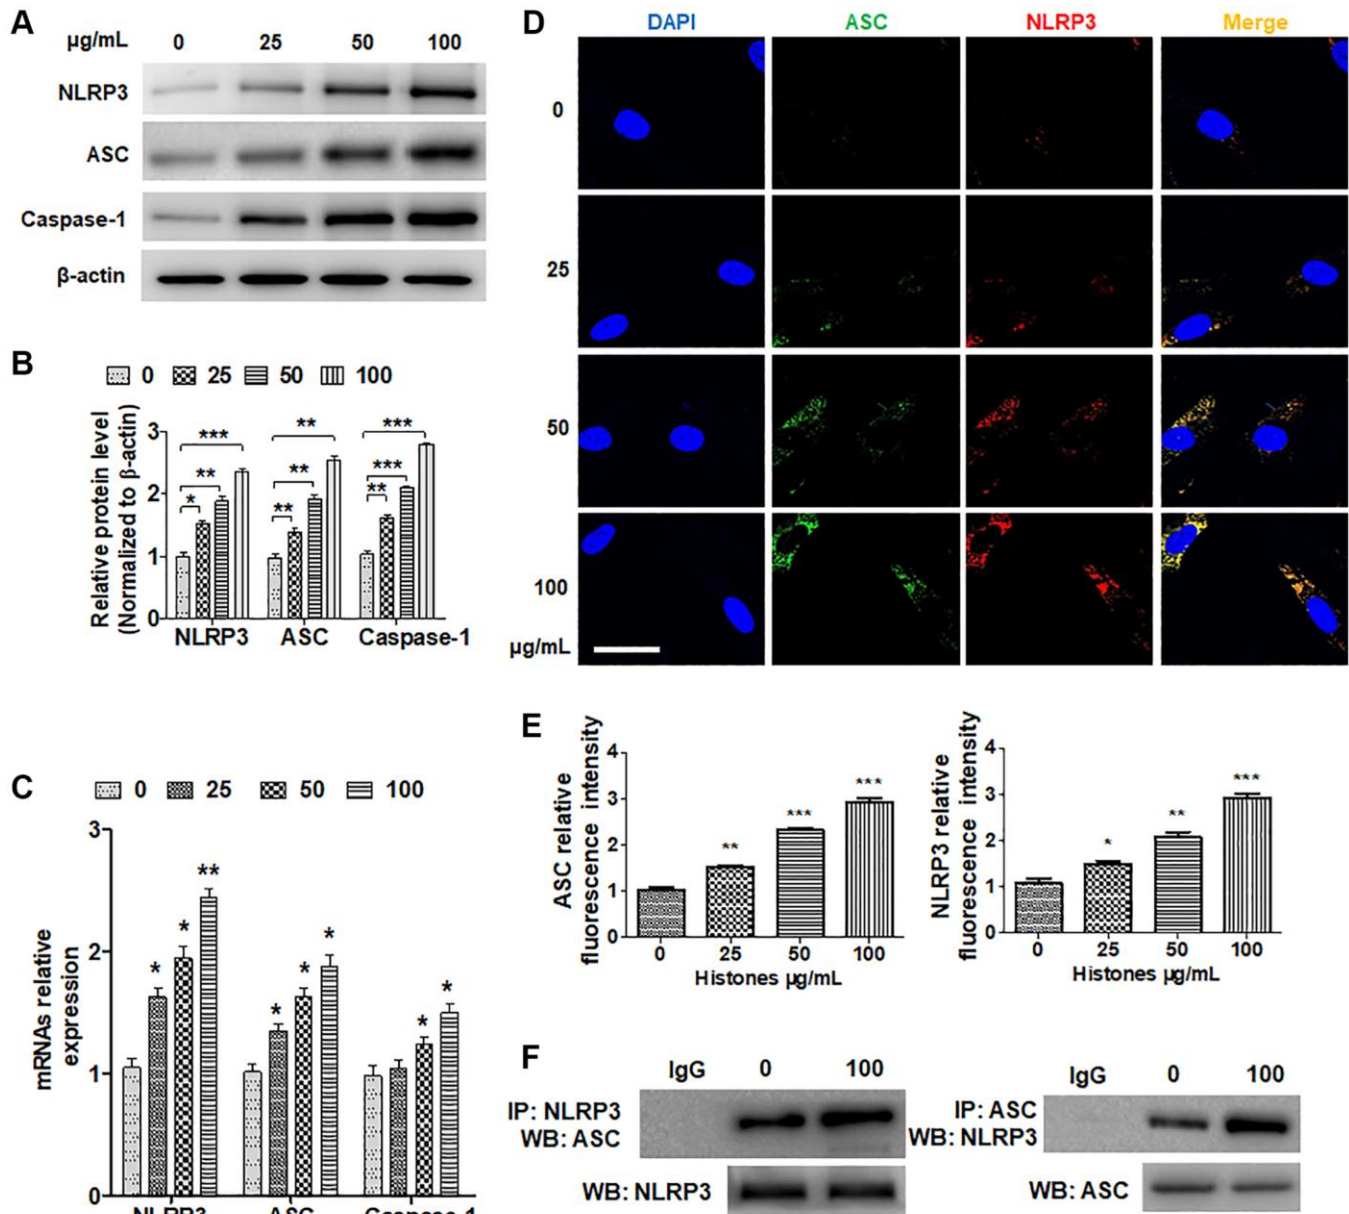 A
µg/mL 0 25 50 100
NLRP3
ASC
Caspase-1
β-actin
B
0 25 50 100
Relative protein level
(Normalized to β-actin)
3
2
1
0
*** ** *
** ** **
*** *** **
NLRP3 ASC Caspase-1
C
0 25 50 100
mRNAs relative
expression
3
2
1
0
* * **
* * *
* *
NLRP3 ASC Caspase-1
D
DAPI ASC NLRP3 Merge
0
25
50
100
µg/mL
E
ASC relative
fluorescence intensity
4
3
2
1
0
** *** ***
0 25 50 100
Histones µg/mL
NLRP3 relative
fluorescence intensity
4
3
2
1
0
* ** ***
0 25 50 100
Histones µg/mL
F
IgG 0 100
IP: NLRP3
WB: ASC
WB: NLRP3
IgG 0 100
IP: ASC
WB: NLRP3
WB: ASC